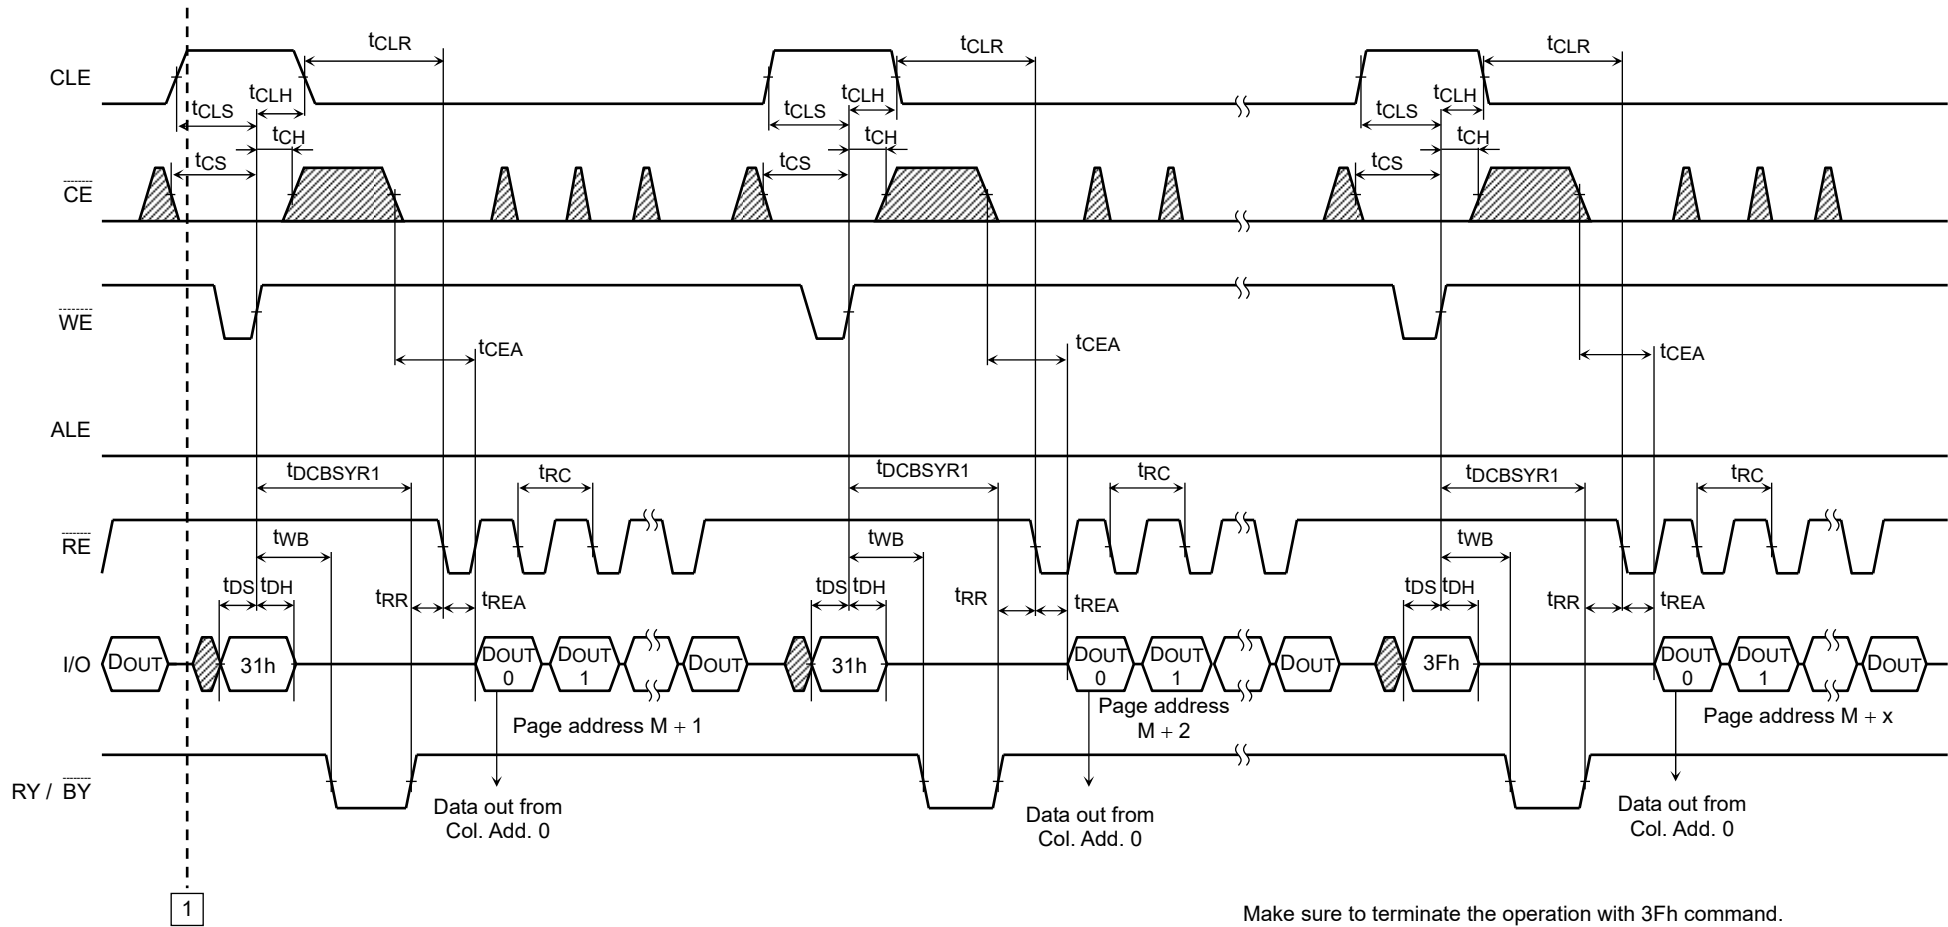 tCLR tCLR tCLR
CLE
tCLH tCLH tCLH
tCLS tCLS tCLS
tCH tCH tCH
tCS tCS tCS
CE
WE
tCEA tCEA tCEA
ALE
tDCBSYR1 tRC tDCBSYR1 tRC tDCBSYR1 tRC
RE
tWB tWB tWB
tDS tDH tDS tDH tDS tDH
tRR tREA tRR tREA tRR tREA
I/O DOUT 31h DOUT 0 DOUT 1 DOUT 31h DOUT 0 DOUT 1 DOUT 3Fh DOUT 0 DOUT 1 DOUT
Page address M + 1
Page address
M + 2
Page address M + x
RY / BY
Data out from
Col. Add. 0
Data out from
Col. Add. 0
Data out from
Col. Add. 0
1
Make sure to terminate the operation with 3Fh command.